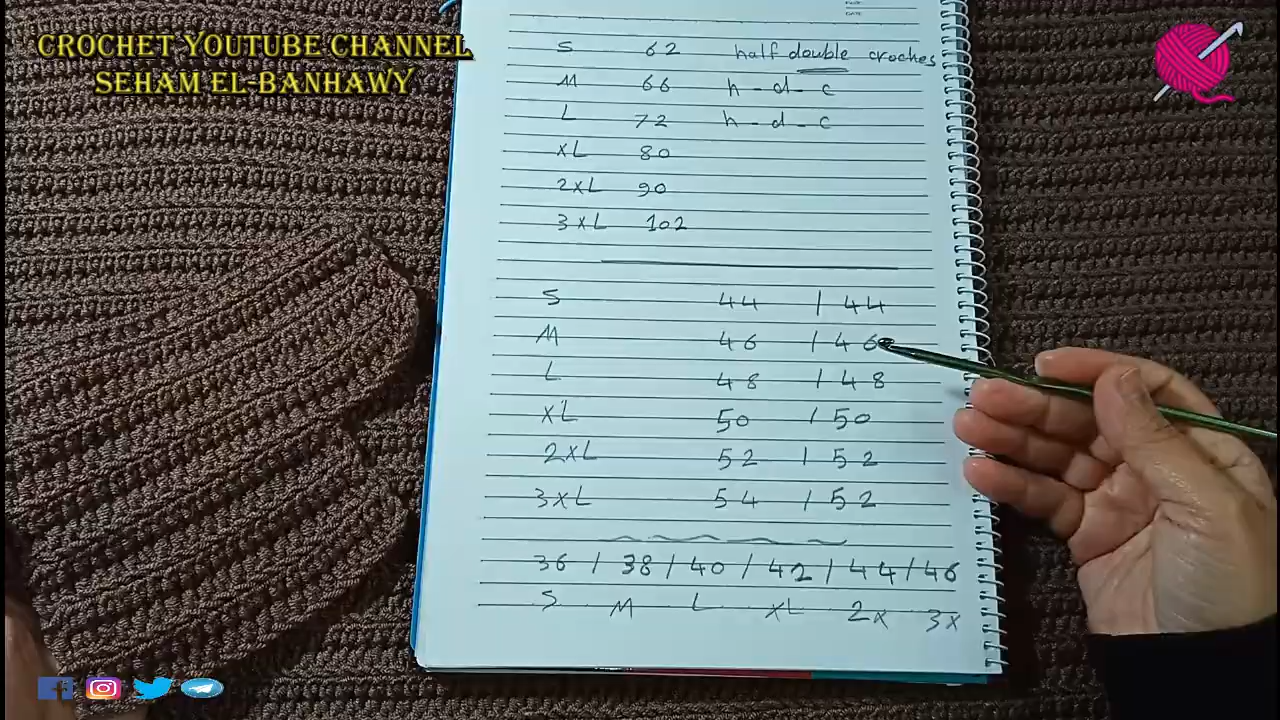 CROCHET YOUTUBE CHANNEL
SEHAM EL-BANHAWY
DATE
S 62 half double croches
M 66 h-d-c
L 72 h-d-c
XL 80
2XL 90
3XL 102
S 44 / 44
M 46 / 46
L 48 / 48
XL 50 / 50
2XL 52 / 52
3XL 54 / 52
36 / 38 / 40 / 42 / 44 / 46
S M L XL 2X 3X